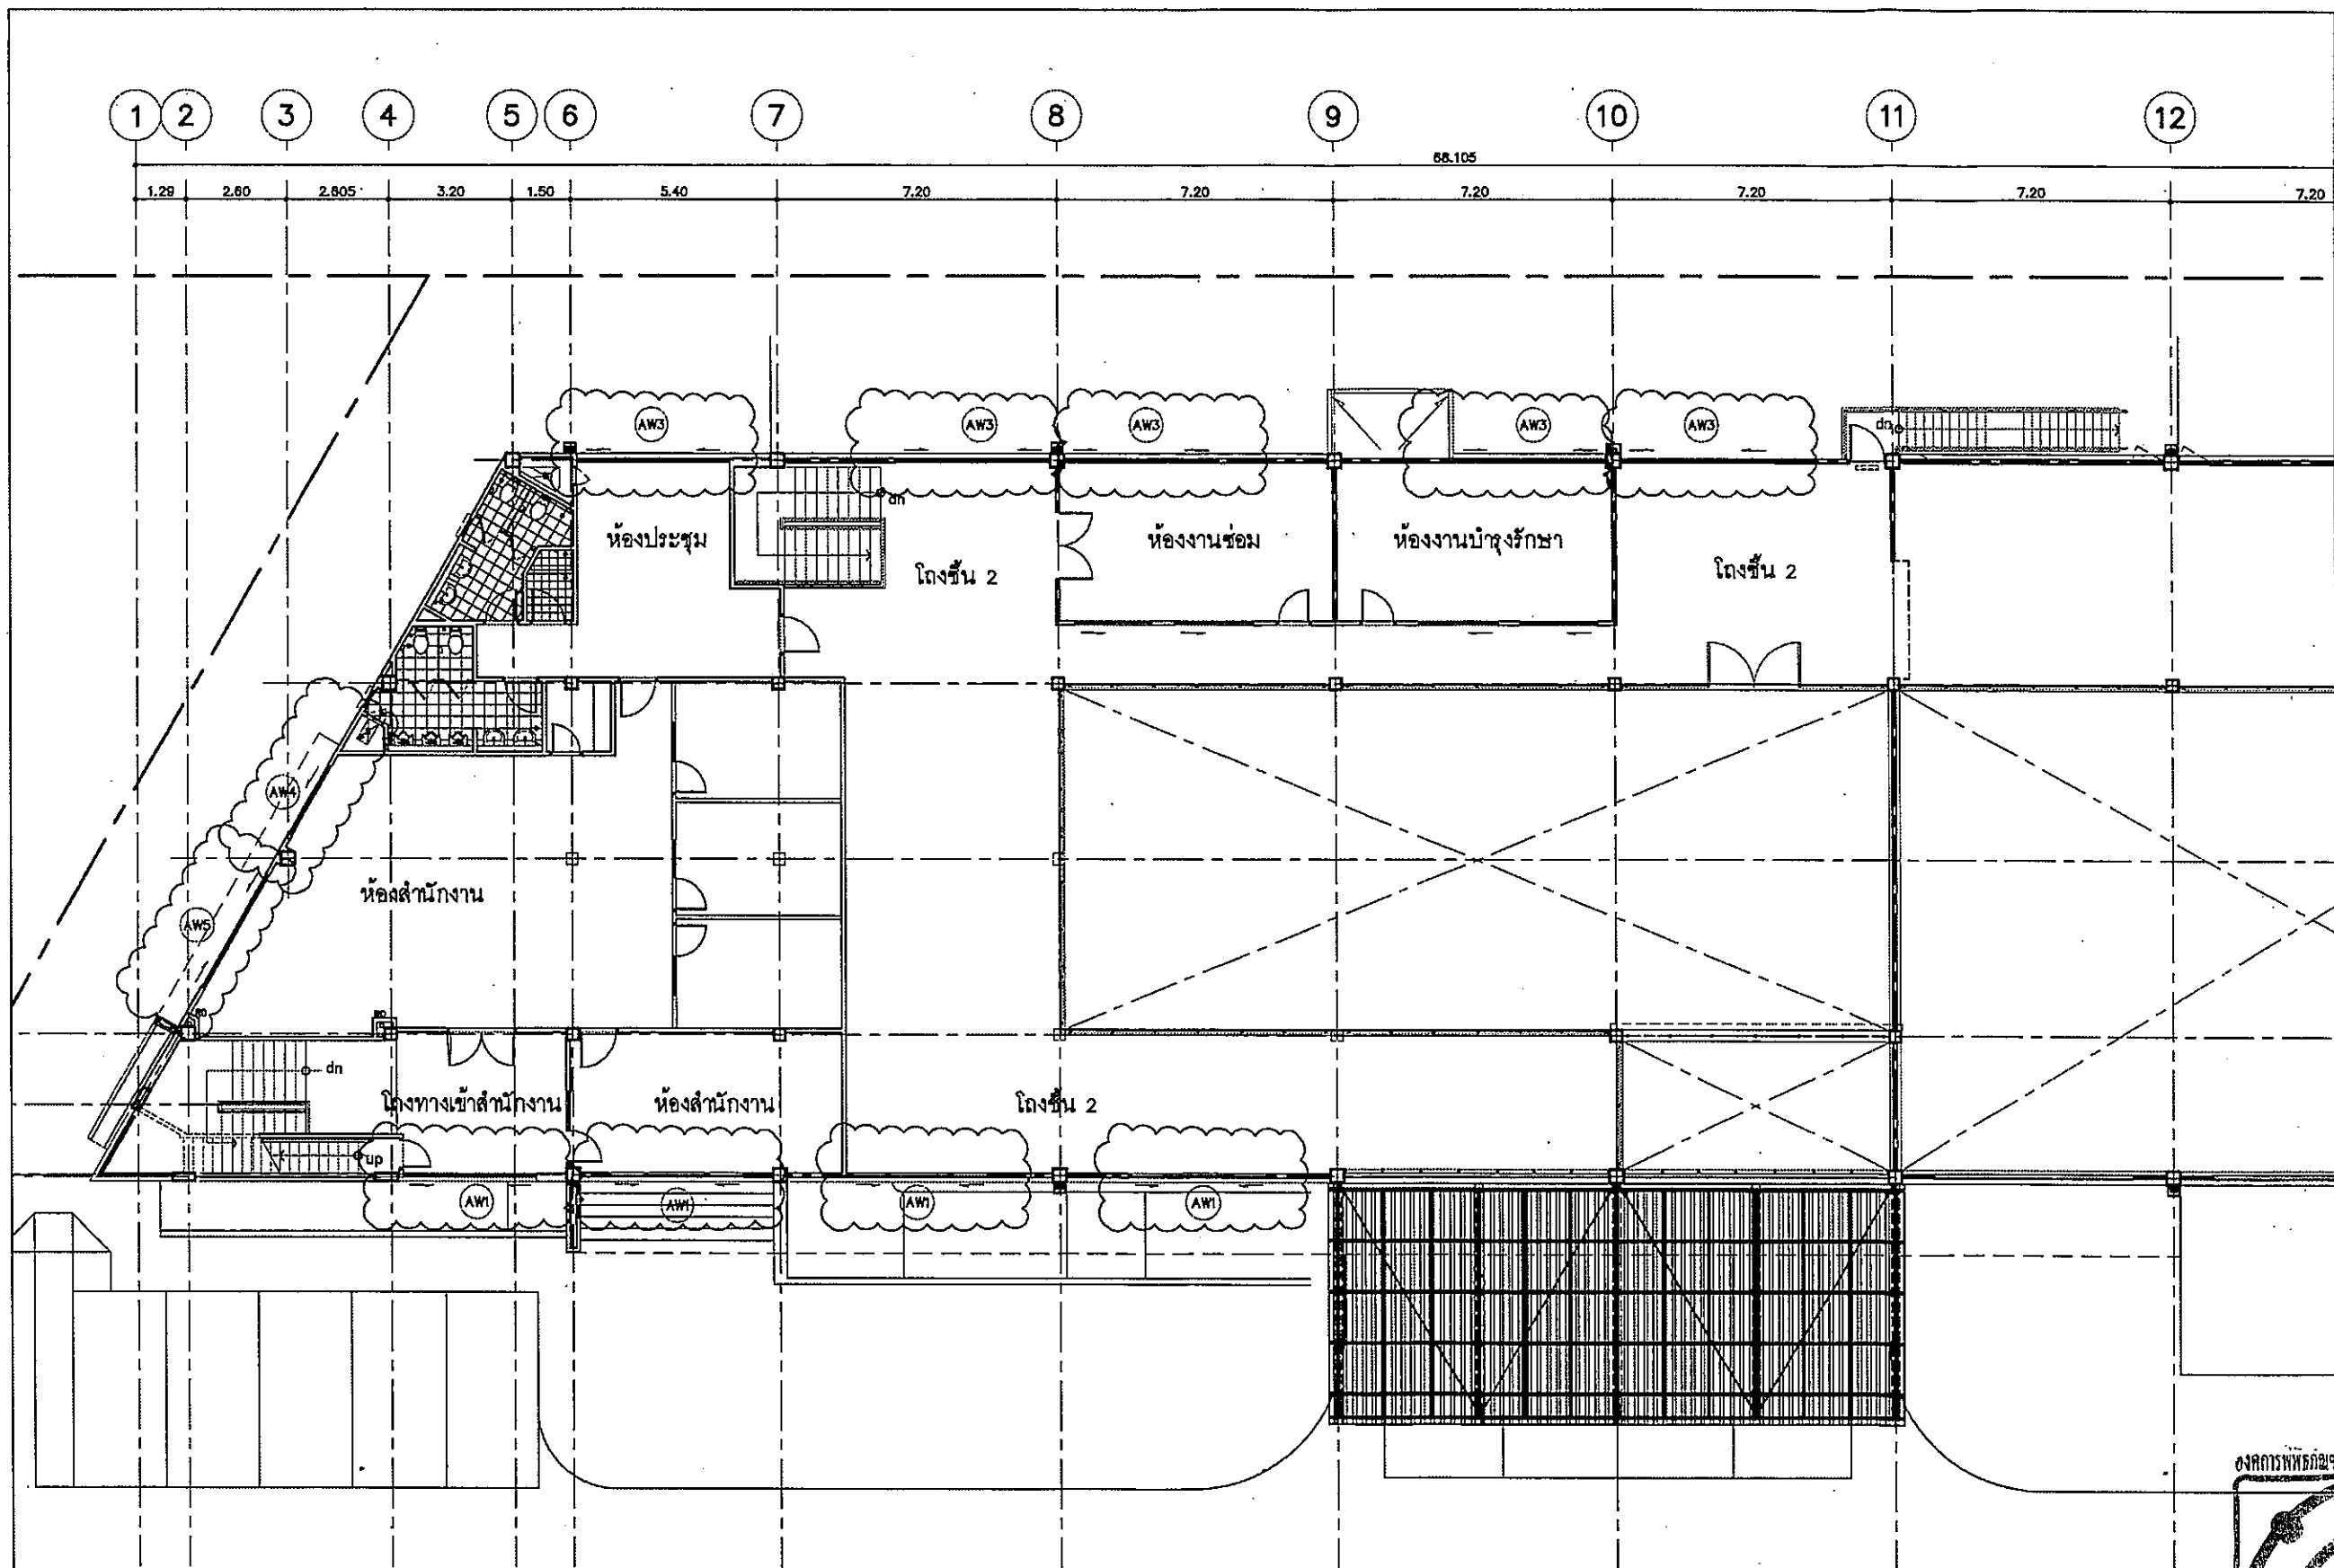 1 2 3 4 5 6 7 8 9 10 11 12
68.105
1.29 2.60 2.805 3.20 1.50 5.40 7.20 7.20 7.20 7.20 7.20 7.20
AW3 AW3 AW3 AW3 AW3
dn
dn
ห้องประชุม ห้องงานซ่อม ห้องงานบำรุงรักษา
โถงชั้น 2 โถงชั้น 2
AW4
ห้องสำนักงาน
AW5
RD RD
dn
โถงทางเข้าสำนักงาน ห้องสำนักงาน โถงชั้น 2
up
AW1 AW1 AW1 AW1